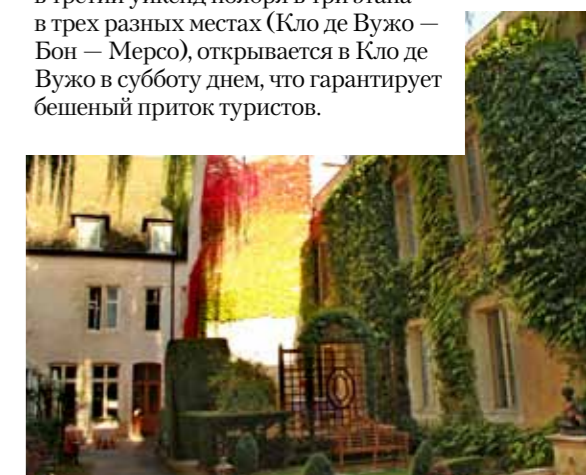 в третий уикенд ноября в три этапа
в трех разных местах (Кло де Вужо —
Бон — Мерсо), открывается в Кло де
Вужо в субботу днем, что гарантирует
бешеный приток туристов.